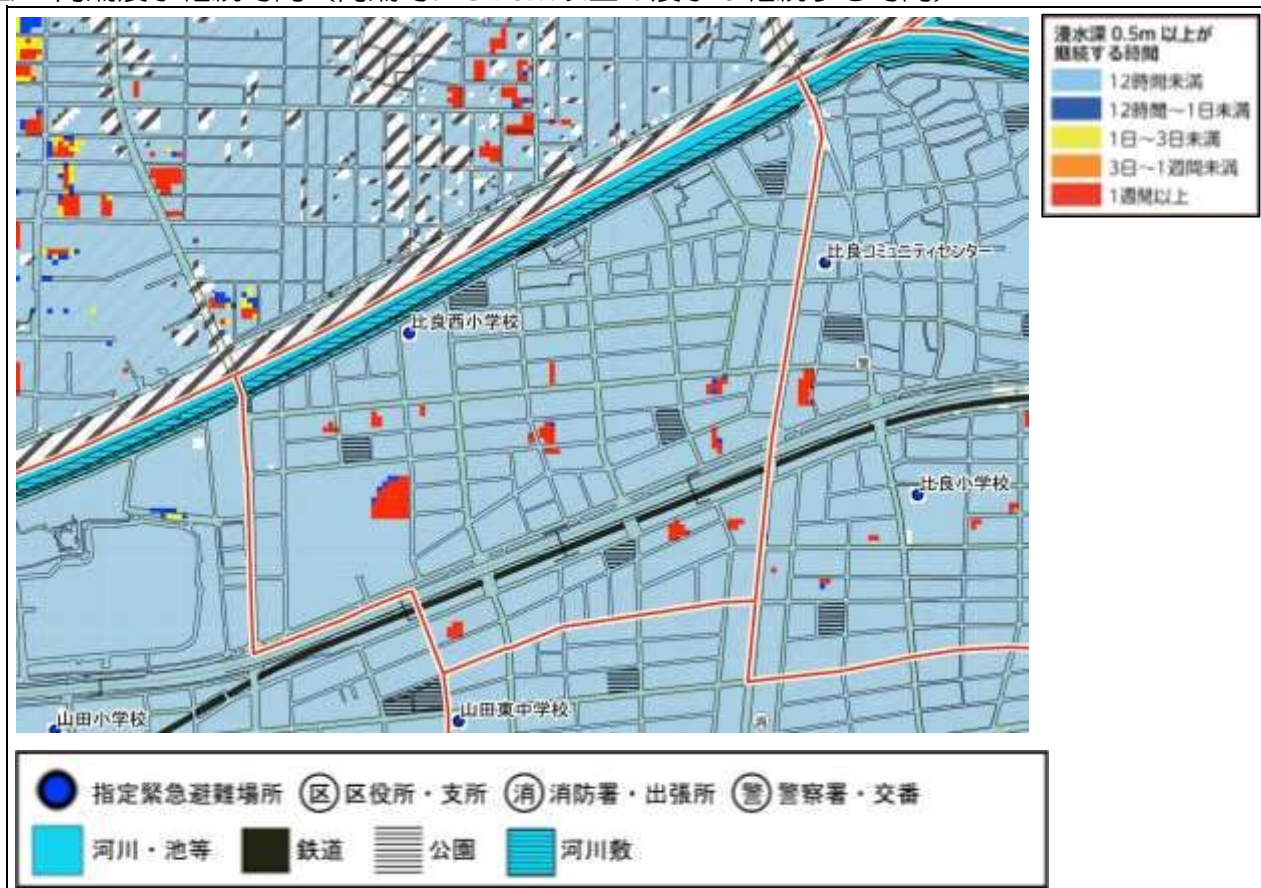 浸水深 0.5m 以上が
継続する時間
12時間未満
12時間～1日未満
1日～3日未満
3日～1週間未満
1週間以上
比良コミュニティセンター
比良西小学校
警
比良小学校
山田小学校
山田東中学校
消
指定緊急避難場所 区 区役所・支所 消 消防署・出張所 警 警察署・交番
河川・池等 鉄道 公園 河川敷